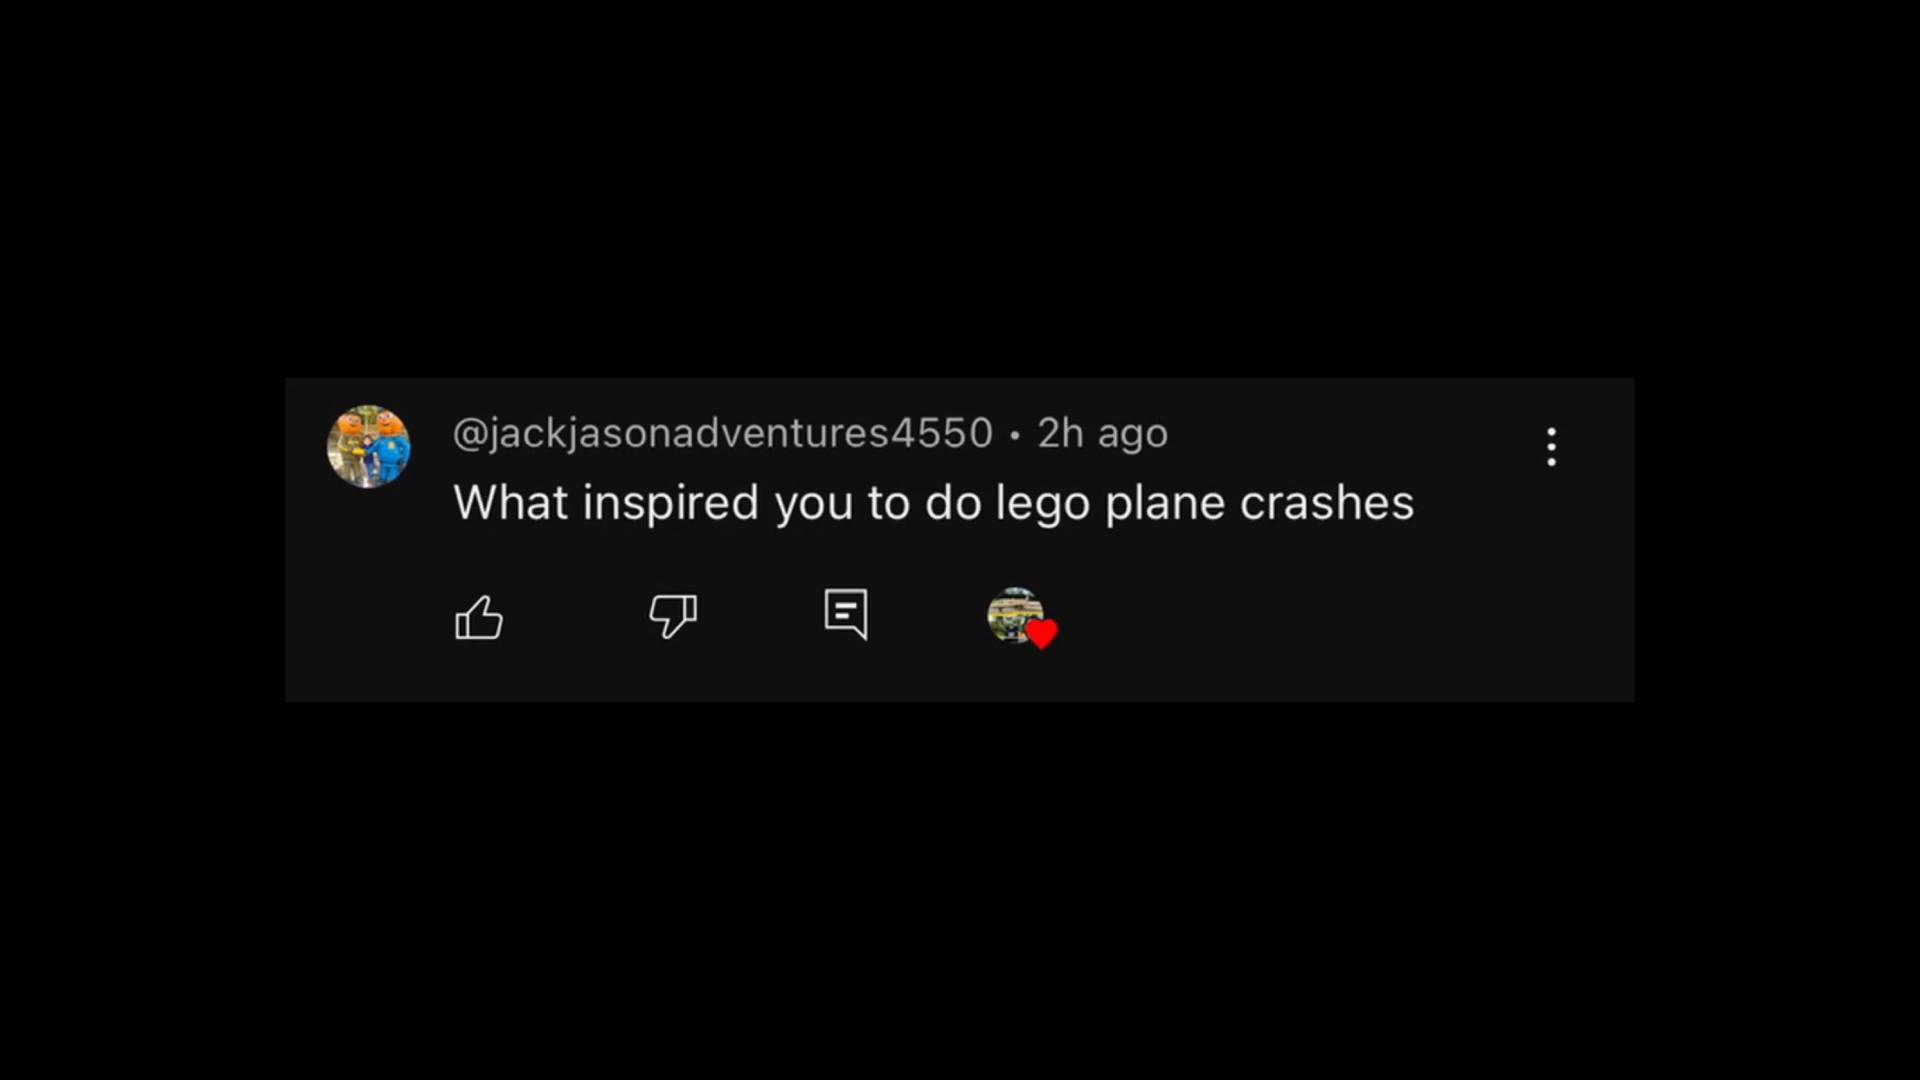 @jackjasonadventures4550 • 2h ago
What inspired you to do lego plane crashes